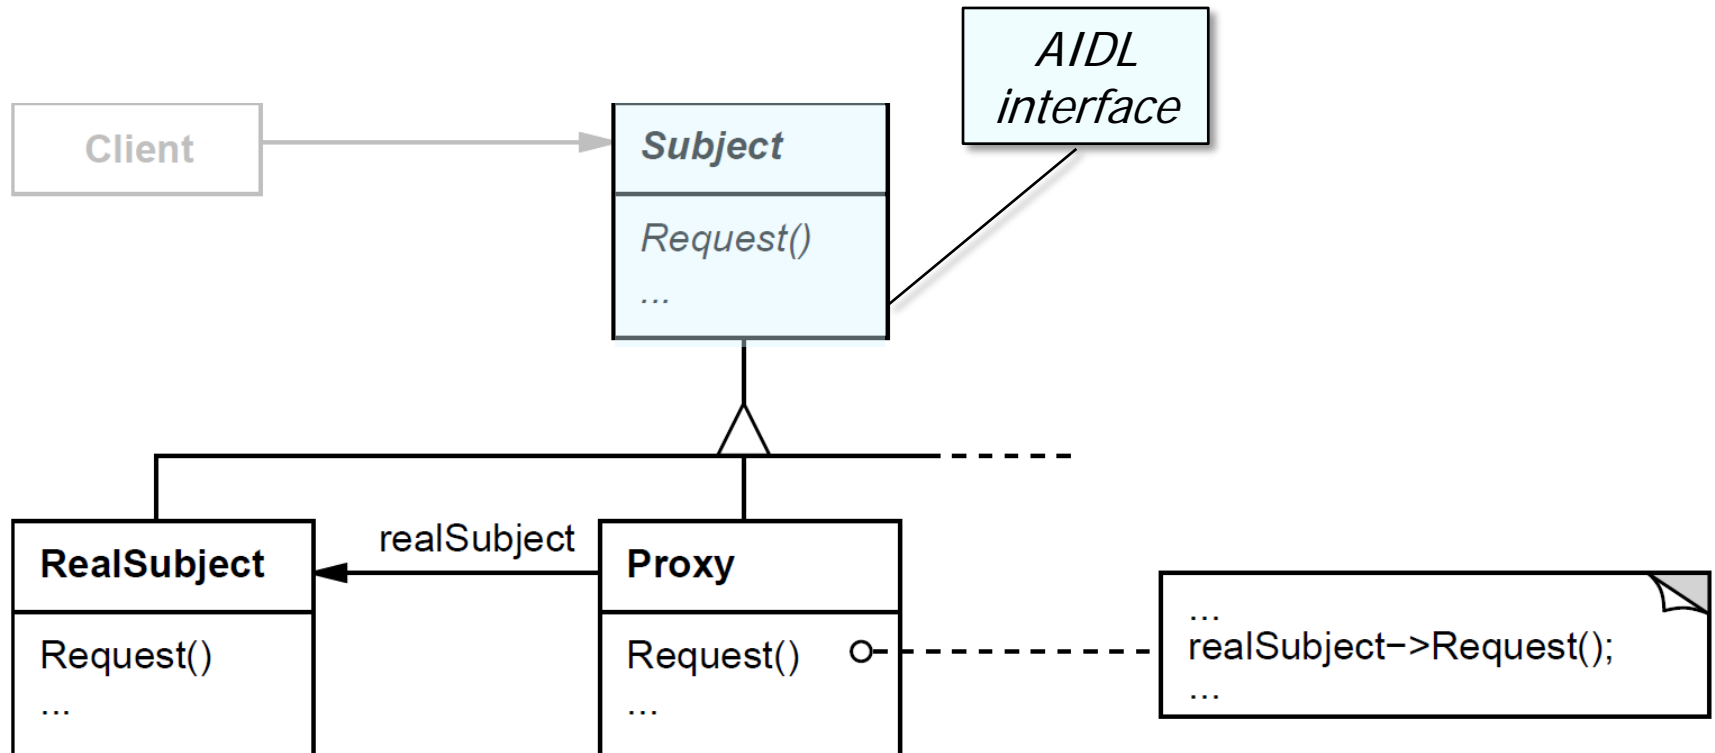 AIDL
interface
Client
Subject
Request()
...
realSubject
RealSubject
Request()
...
Proxy
Request()
...
...
realSubject−>Request();
...